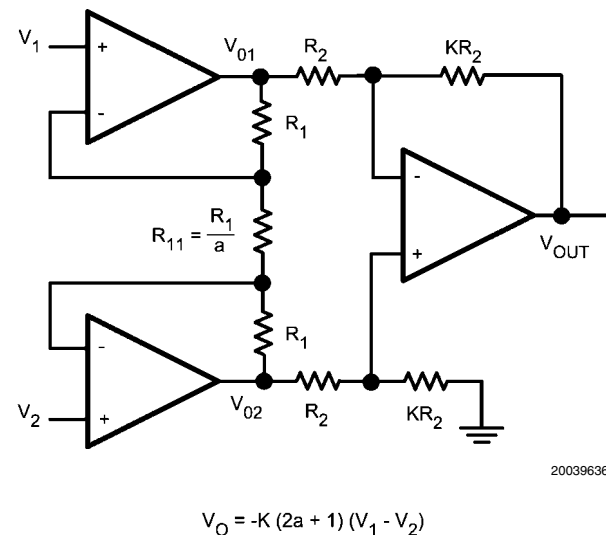 V1
+
-
V01
R1
R2
KR2
R11 = R1/a
-
+
VOUT
R1
-
+
V2
V02
R2
KR2
20039636
VO = -K (2a + 1) (V1 - V2)